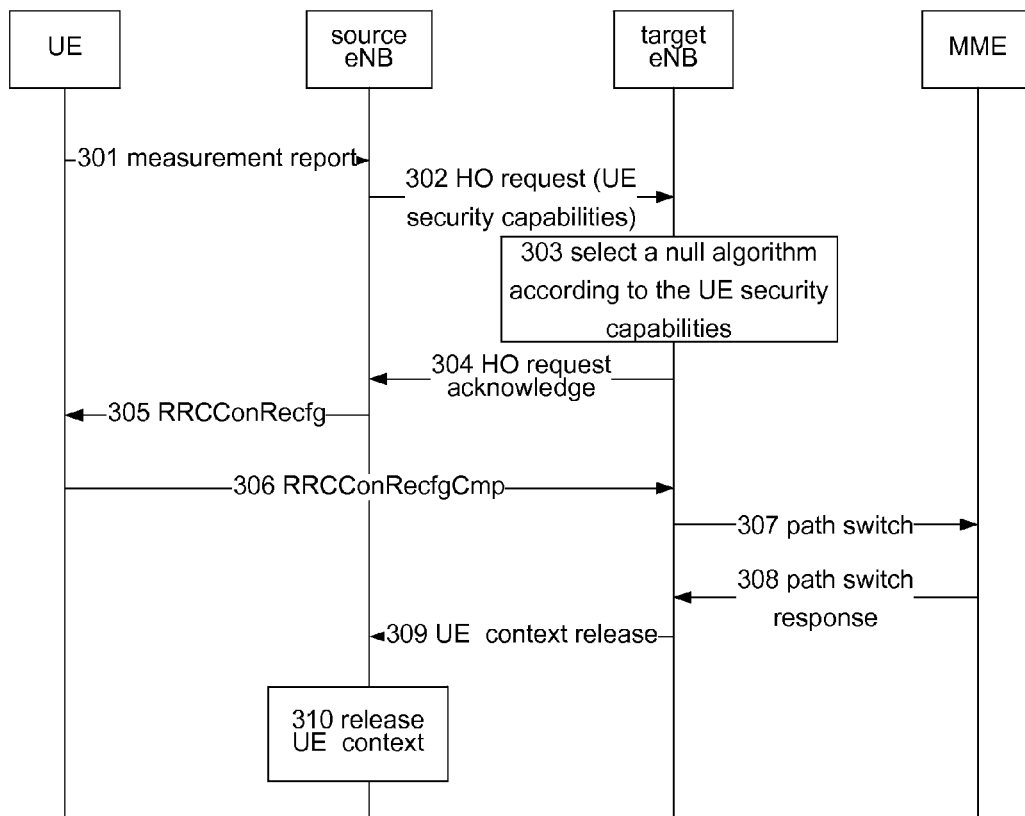 UE
source
eNB
target
eNB
MME
301 measurement report
302 HO request (UE
security capabilities)
303 select a null algorithm
according to the UE security
capabilities
304 HO request
acknowledge
305 RRCConRecfg
306 RRCConRecfgCmp
307 path switch
308 path switch
response
309 UE context release
310 release
UE context